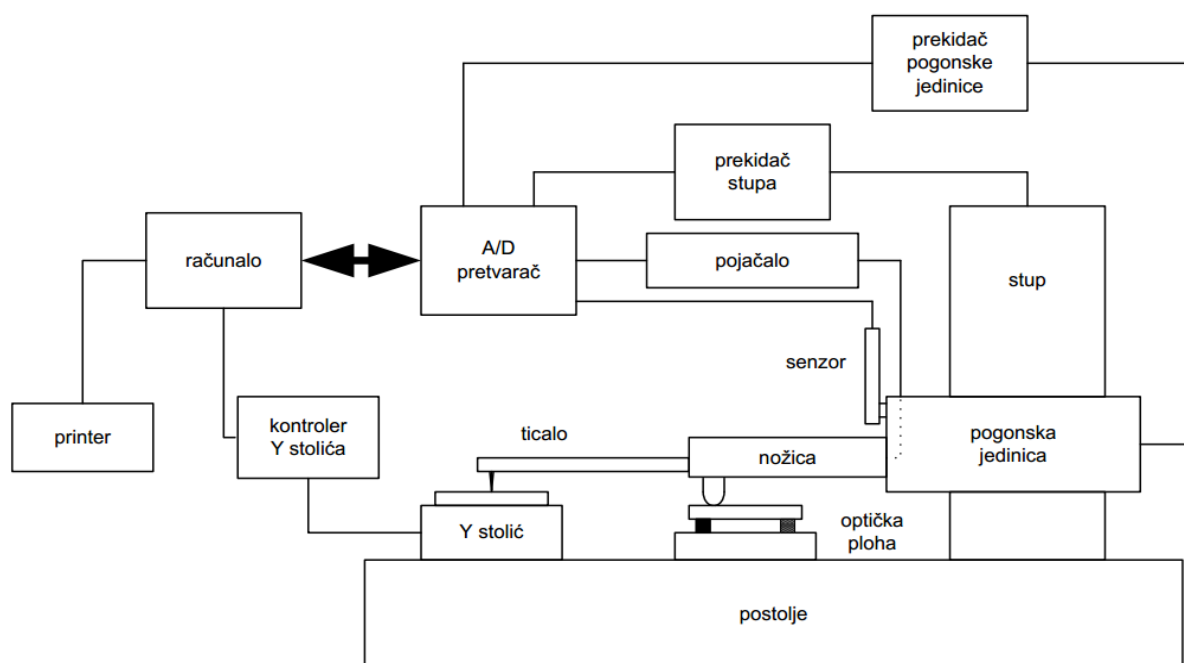 prekidač
pogonske
jedinice
prekidač
stupa
računalo
A/D
pretvarač
pojačalo
stup
senzor
printer
kontroler
Y stolića
ticalo
nožica
pogonska
jedinica
Y stolić
optička
ploha
postolje